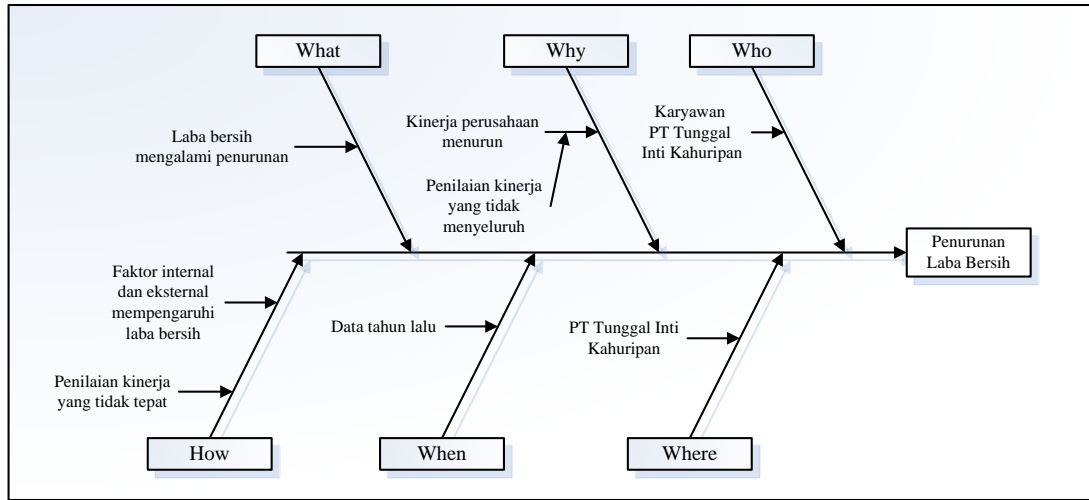 What
Why
Who
Laba bersih
mengalami penurunan
Kinerja perusahaan
menurun
Penilaian kinerja
yang tidak
menyeluruh
Karyawan
PT Tunggal
Inti Kahuripan
Penurunan
Laba Bersih
Faktor internal
dan eksternal
mempengaruhi
laba bersih
Penilaian kinerja
yang tidak tepat
Data tahun lalu
PT Tunggal Inti
Kahuripan
How
When
Where